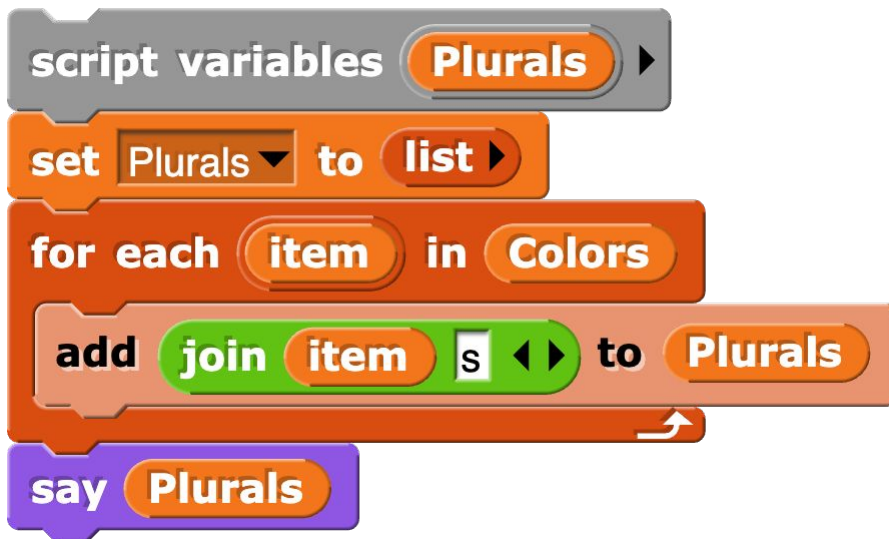 script variables Plurals
set Plurals to list
for each item in Colors
add join item s to Plurals
say Plurals